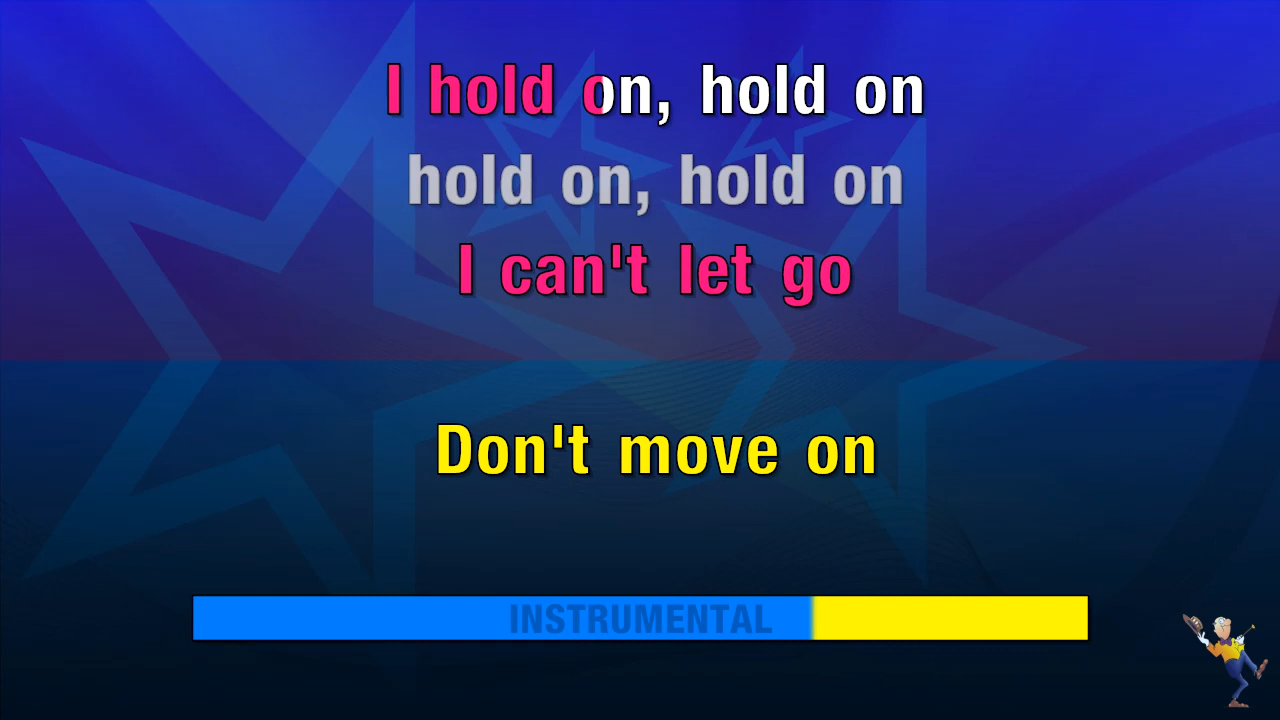 I hold on, hold on
hold on, hold on
I can't let go
Don't move on
INSTRUMENTAL